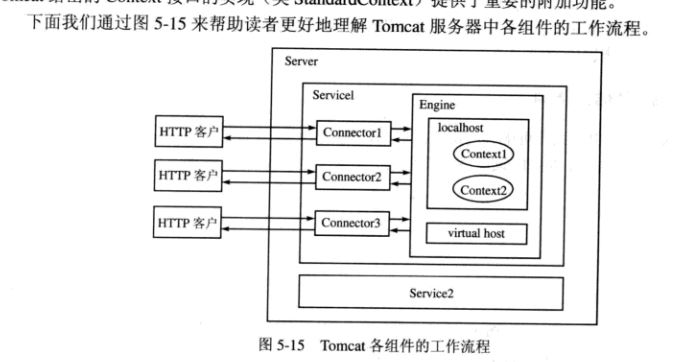 给出的 Context 接口的实现（类 StandardContext）提供了重要的附加功能。
下面我们通过图 5-15 来帮助读者更好地理解 Tomcat 服务器中各组件的工作流程。
Server
Service1
Engine
localhost
HTTP 客户
Connector1
Context1
HTTP 客户
Connector2
Context2
HTTP 客户
Connector3
virtual host
Service2
图 5-15 Tomcat 各组件的工作流程